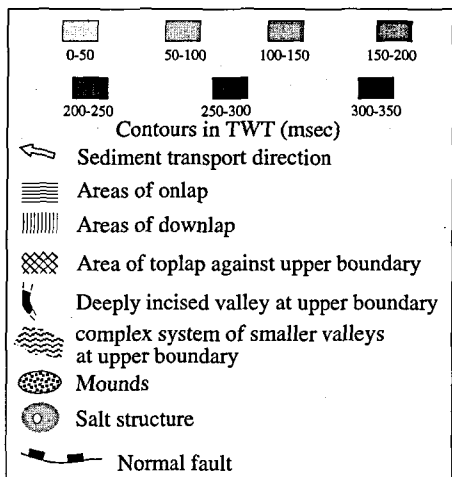 0-50 50-100 100-150 150-200
200-250 250-300 300-350
Contours in TWT (msec)
Sediment transport direction
Areas of onlap
Areas of downlap
Area of toplap against upper boundary
Deeply incised valley at upper boundary
complex system of smaller valleys
at upper boundary
Mounds
Salt structure
Normal fault